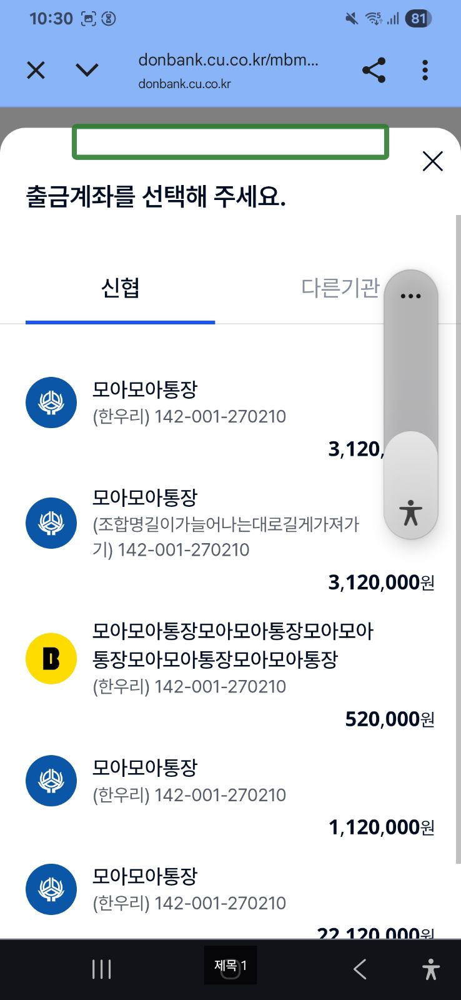 10:30
5
81
donbank.cu.co.kr/mbm...
donbank.cu.co.kr
출금계좌를 선택해 주세요.
신협
다른기관
모아모아통장
(한우리) 142-001-270210
3,120,
모아모아통장
(조합명길이가늘어나는대로길게가져가
기) 142-001-270210
3,120,000원
B
모아모아통장모아모아통장모아모아
통장모아모아통장모아모아통장
(한우리) 142-001-270210
520,000원
모아모아통장
(한우리) 142-001-270210
1,120,000원
모아모아통장
(한우리) 142-001-270210
22,120,000원
제목 1